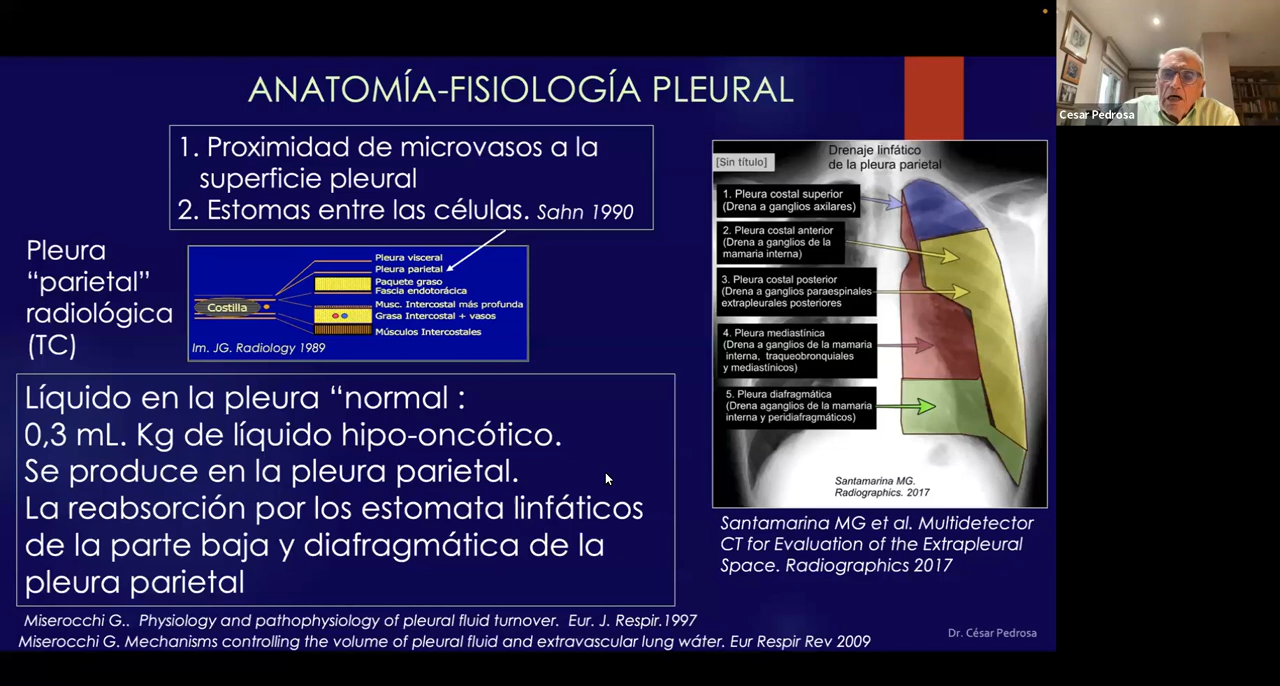 ANATOMÍA-FISIOLOGÍA PLEURAL
1. Proximidad de microvasos a la
superficie pleural
2. Estomas entre las células. Sahn 1990
Pleura
“parietal”
radiológica
(TC)
Costilla
Pleura visceral
Pleura parietal
Paquete graso
Fascia endotorácica
Musc. Intercostal más profunda
Grasa Intercostal + vasos
Músculos Intercostales
Im. JG. Radiology 1989
Líquido en la pleura “normal :
0,3 mL. Kg de líquido hipo-oncótico.
Se produce en la pleura parietal.
La reabsorción por los estomata linfáticos
de la parte baja y diafragmática de la
pleura parietal
Miserocchi G.. Physiology and pathophysiology of pleural fluid turnover. Eur. J. Respir.1997
Miserocchi G. Mechanisms controlling the volume of pleural fluid and extravascular lung wáter. Eur Respir Rev 2009
[Sin título]
Drenaje linfático
de la pleura parietal
1. Pleura costal superior
(Drena a ganglios axilares)
2. Pleura costal anterior
(Drena a ganglios de la
mamaria interna)
3. Pleura costal posterior
(Drena a ganglios paraespinales
extrapleurales posteriores
4. Pleura mediastínica
(Drena a ganglios de la mamaria
interna, traqueobronquiales
y mediastínicos)
5. Pleura diafragmática
(Drena aganglios de la mamaria
interna y peridiafragmáticos)
Santamarina MG.
Radiographics. 2017
Santamarina MG et al. Multidetector
CT for Evaluation of the Extrapleural
Space. Radiographics 2017
Dr. César Pedrosa
Cesar Pedrosa